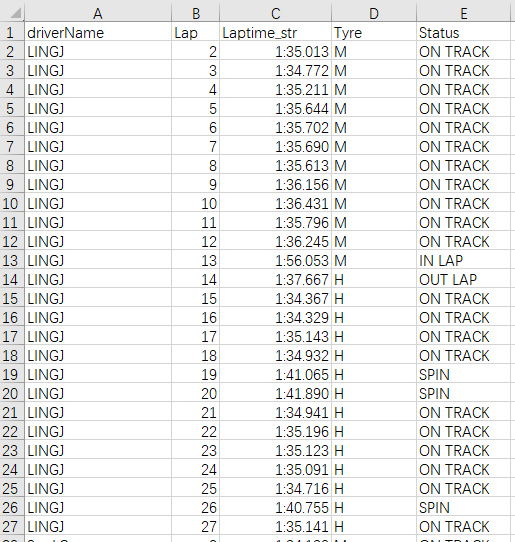 A B C D E
1 driverName Lap Laptime_str Tyre Status
2 LINGJ 2 1:35.013 M ON TRACK
3 LINGJ 3 1:34.772 M ON TRACK
4 LINGJ 4 1:35.211 M ON TRACK
5 LINGJ 5 1:35.644 M ON TRACK
6 LINGJ 6 1:35.702 M ON TRACK
7 LINGJ 7 1:35.690 M ON TRACK
8 LINGJ 8 1:35.613 M ON TRACK
9 LINGJ 9 1:36.156 M ON TRACK
10 LINGJ 10 1:36.431 M ON TRACK
11 LINGJ 11 1:35.796 M ON TRACK
12 LINGJ 12 1:36.245 M ON TRACK
13 LINGJ 13 1:56.053 M IN LAP
14 LINGJ 14 1:37.667 H OUT LAP
15 LINGJ 15 1:34.367 H ON TRACK
16 LINGJ 16 1:34.329 H ON TRACK
17 LINGJ 17 1:35.143 H ON TRACK
18 LINGJ 18 1:34.932 H ON TRACK
19 LINGJ 19 1:41.065 H SPIN
20 LINGJ 20 1:41.890 H SPIN
21 LINGJ 21 1:34.941 H ON TRACK
22 LINGJ 22 1:35.196 H ON TRACK
23 LINGJ 23 1:35.123 H ON TRACK
24 LINGJ 24 1:35.091 H ON TRACK
25 LINGJ 25 1:34.716 H ON TRACK
26 LINGJ 26 1:40.755 H SPIN
27 LINGJ 27 1:35.141 H ON TRACK